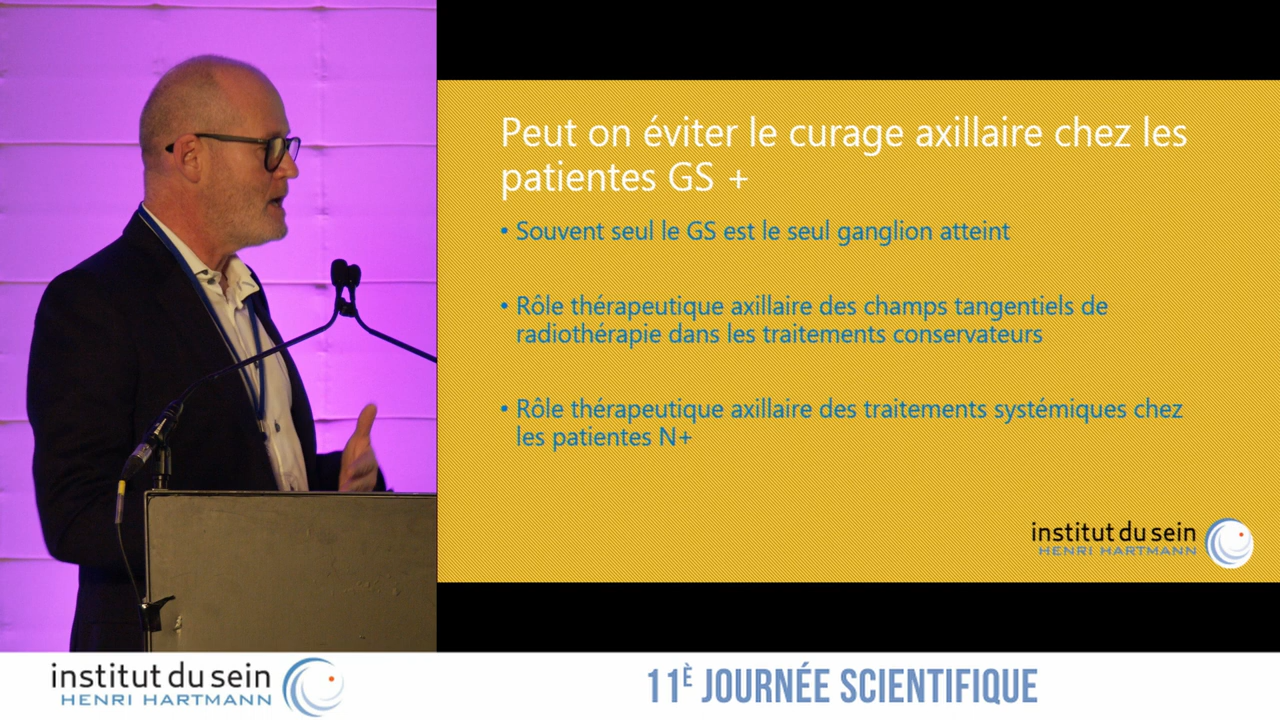 Peut on éviter le curage axillaire chez les
patientes GS +
• Souvent seul le GS est le seul ganglion atteint
• Rôle thérapeutique axillaire des champs tangentiels de
radiothérapie dans les traitements conservateurs
• Rôle thérapeutique axillaire des traitements systémiques chez
les patientes N+
institut du sein
HENRI HARTMANN
institut du sein
HENRI HARTMANN
11È JOURNÉE SCIENTIFIQUE